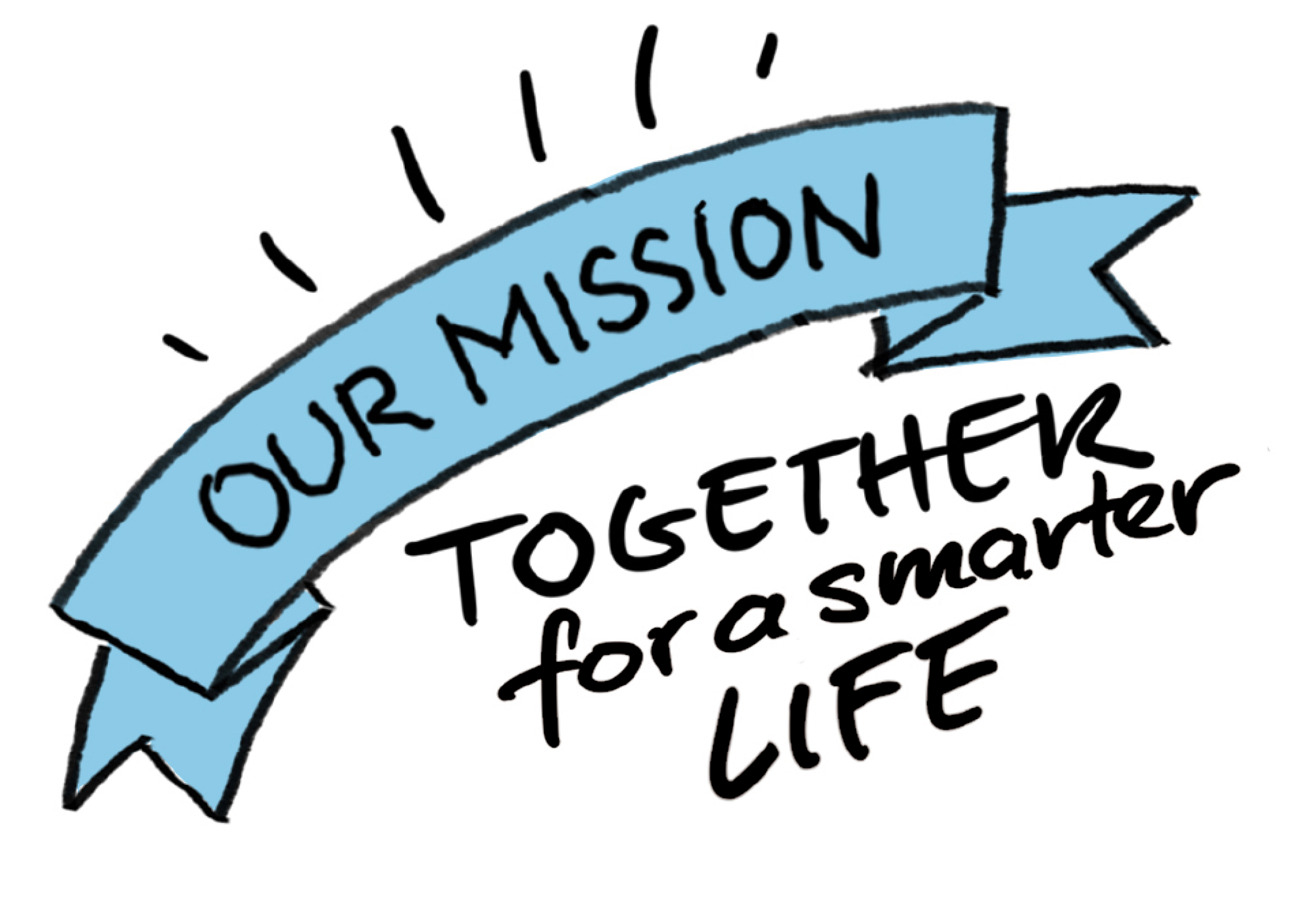 OUR MISSION
TOGETHER
for a smarter
LIFE